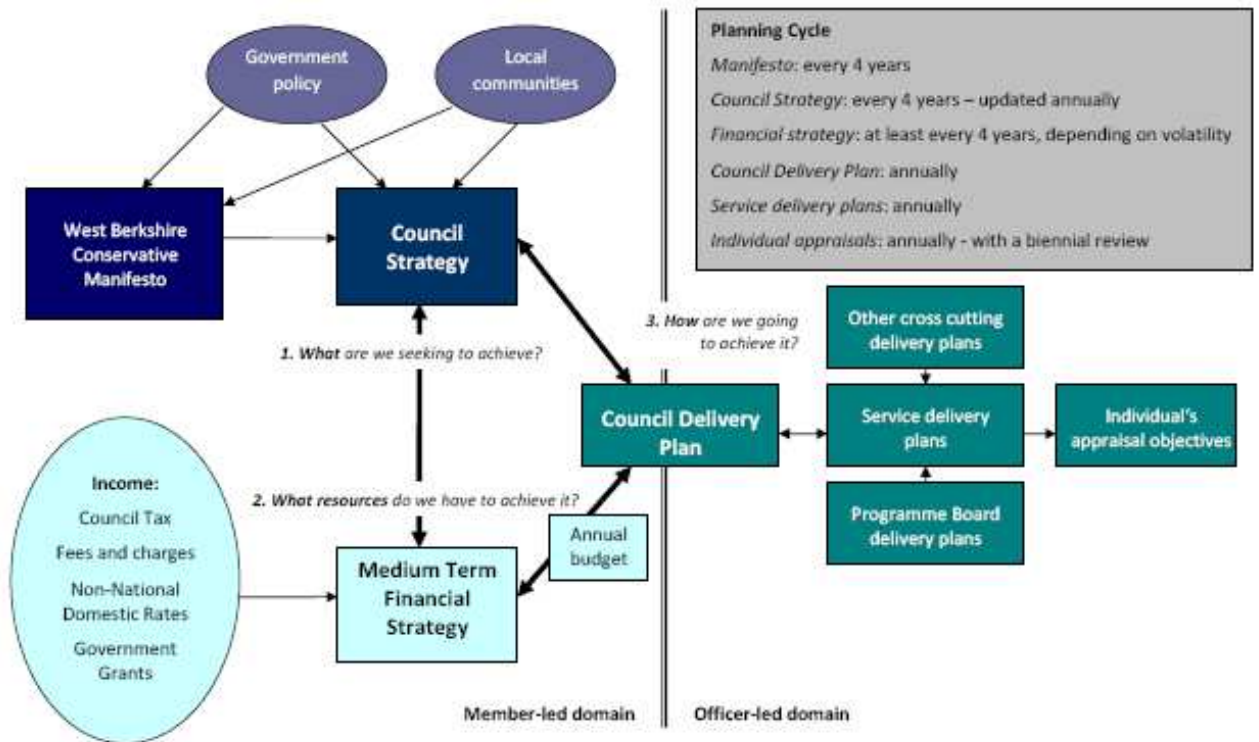 Government
policy
Local
communities
Planning Cycle
Manifesto: every 4 years
Council Strategy: every 4 years – updated annually
Financial strategy: at least every 4 years, depending on volatility
Council Delivery Plan: annually
Service delivery plans: annually
Individual appraisals: annually - with a biennial review
West Berkshire
Conservative
Manifesto
Council
Strategy
1. What are we seeking to achieve?
3. How are we going
to achieve it?
Other cross cutting
delivery plans
Council Delivery
Plan
Service delivery
plans
Individual's
appraisal objectives
Programme Board
delivery plans
Income:
Council Tax
Fees and charges
Non-National
Domestic Rates
Government
Grants
2. What resources do we have to achieve it?
Annual
budget
Medium Term
Financial
Strategy
Member-led domain
Officer-led domain